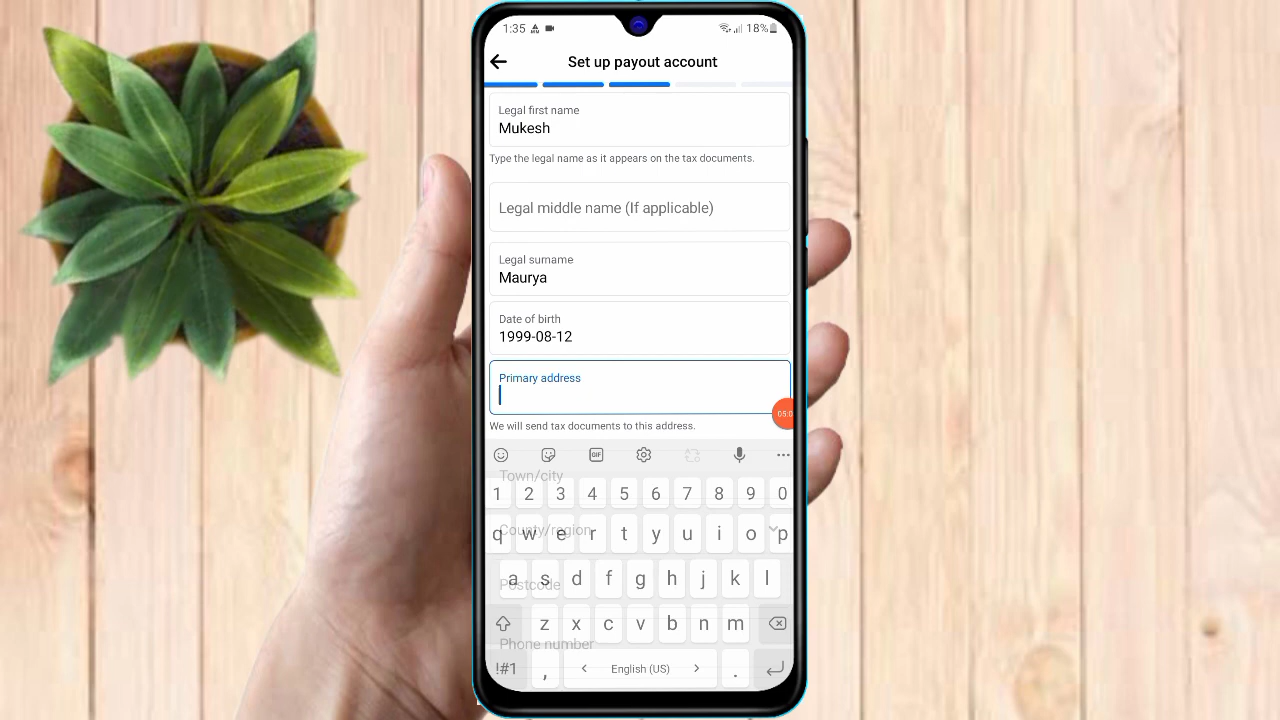 1:35
18%
Set up payout account
Legal first name
Mukesh
Type the legal name as it appears on the tax documents.
Legal middle name (If applicable)
Legal surname
Maurya
Date of birth
1999-08-12
Primary address
We will send tax documents to this address.
GIF
Town/city
1 2 3 4 5 6 7 8 9 0
County/region
q w e r t y u i o p
Postcode
a s d f g h j k l
z x c v b n m
Phone number
!#1 , < English (US) > .